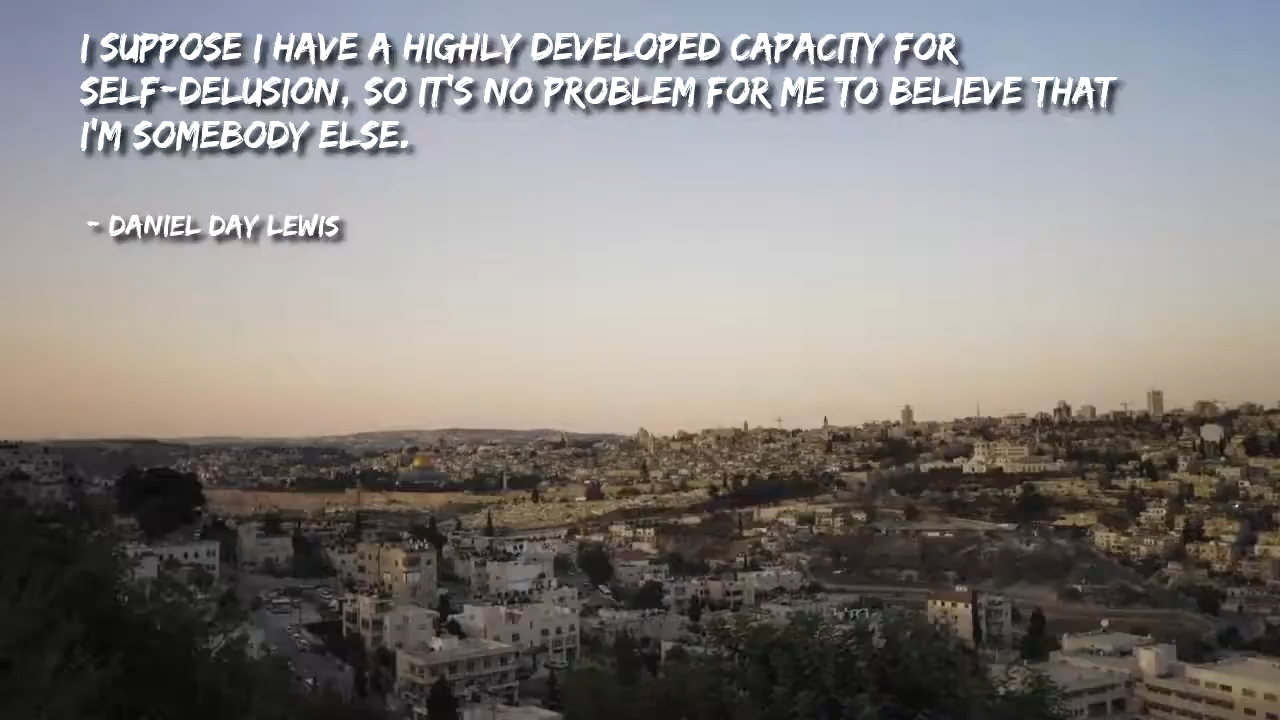 I SUPPOSE I HAVE A HIGHLY DEVELOPED CAPACITY FOR
SELF-DELUSION, SO IT'S NO PROBLEM FOR ME TO BELIEVE THAT
I'M SOMEBODY ELSE.
- DANIEL DAY LEWIS